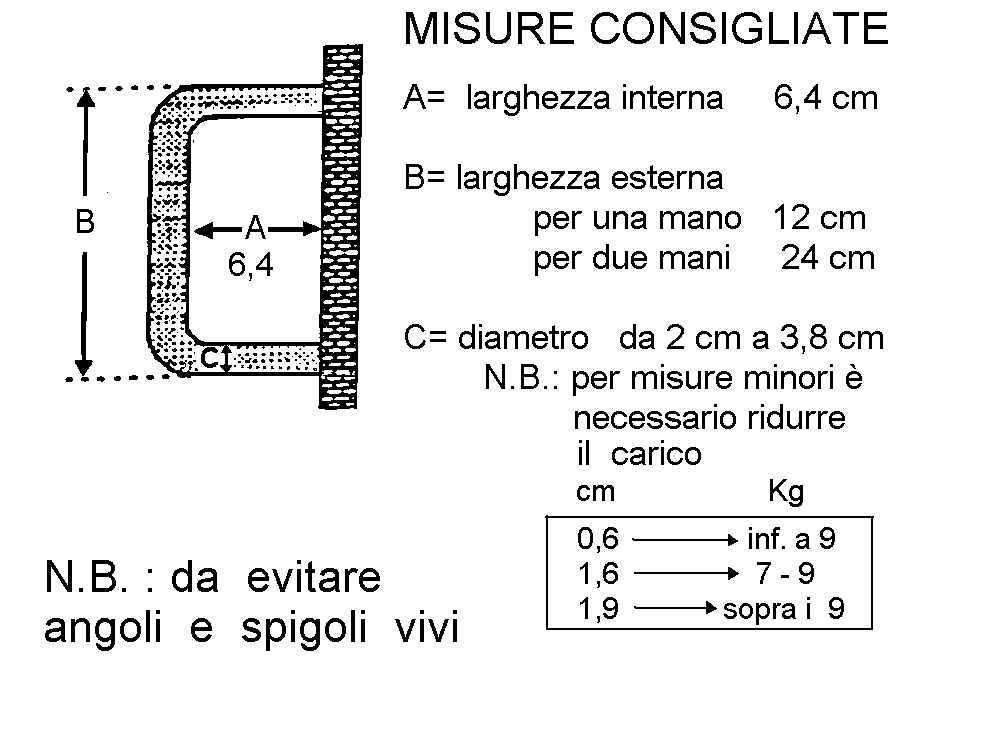 MISURE CONSIGLIATE
A= larghezza interna 6,4 cm
B= larghezza esterna
per una mano 12 cm
per due mani 24 cm
C= diametro da 2 cm a 3,8 cm
N.B.: per misure minori è
necessario ridurre
il carico
cm Kg
0,6 inf. a 9
1,6 7 - 9
1,9 sopra i 9
B
A
6,4
C
N.B. : da evitare
angoli e spigoli vivi